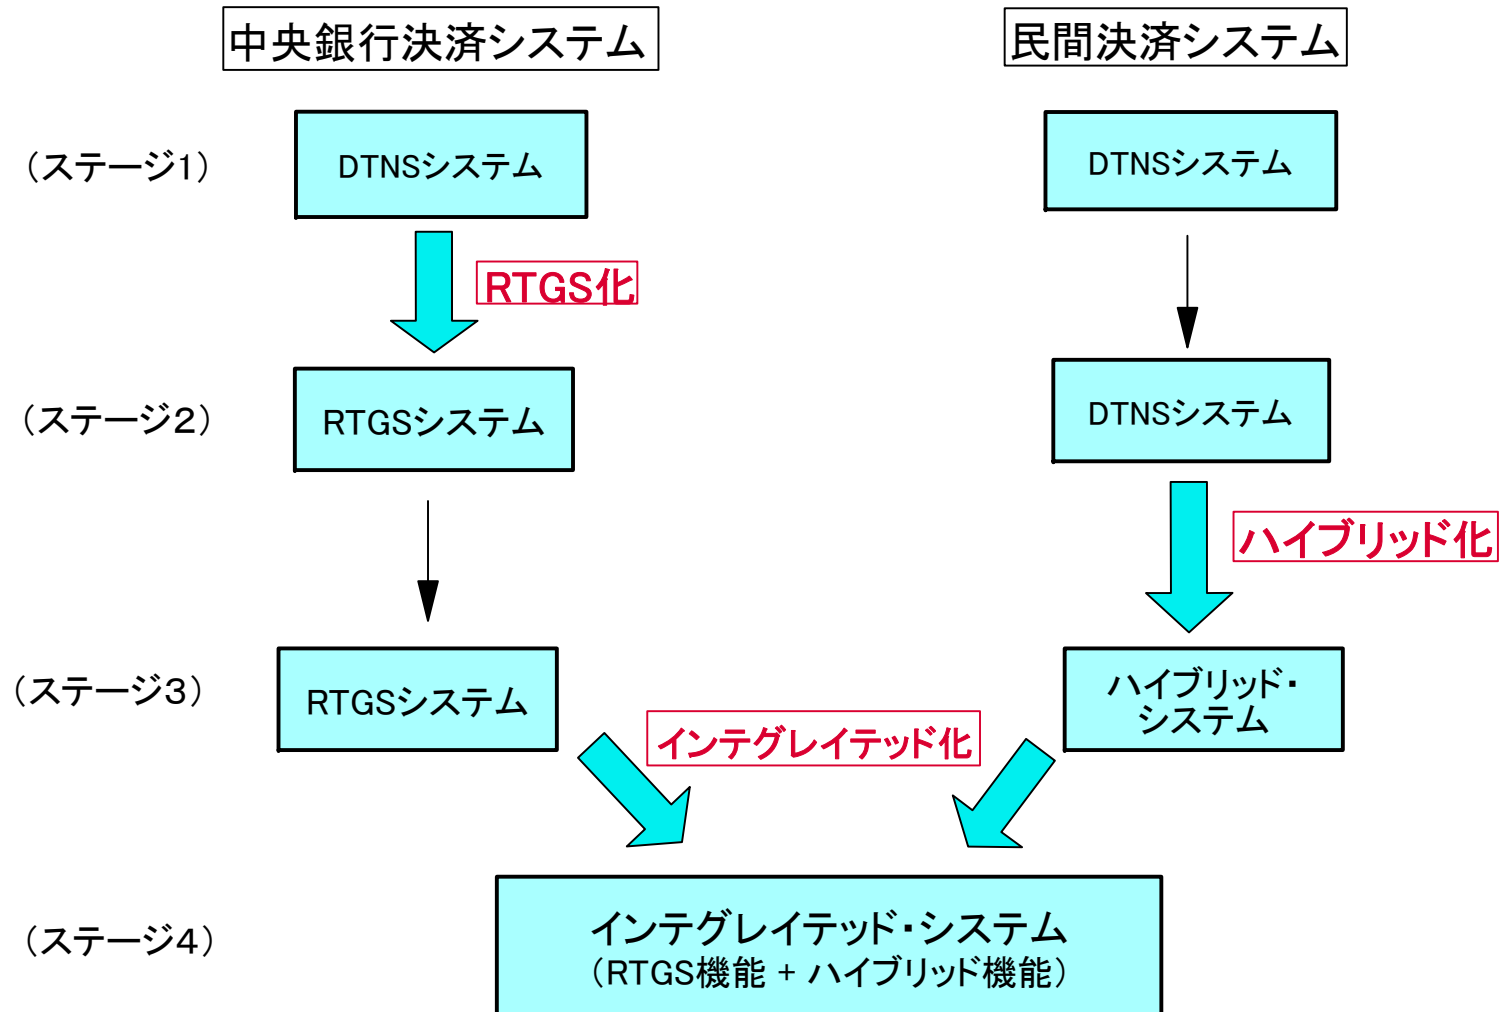 中央銀行決済システム
民間決済システム
（ステージ1）
DTNSシステム
DTNSシステム
RTGS化
（ステージ2）
RTGSシステム
DTNSシステム
ハイブリッド化
（ステージ3）
RTGSシステム
ハイブリッド・
システム
インテグレイテッド化
（ステージ4）
インテグレイテッド・システム
（RTGS機能 + ハイブリッド機能）